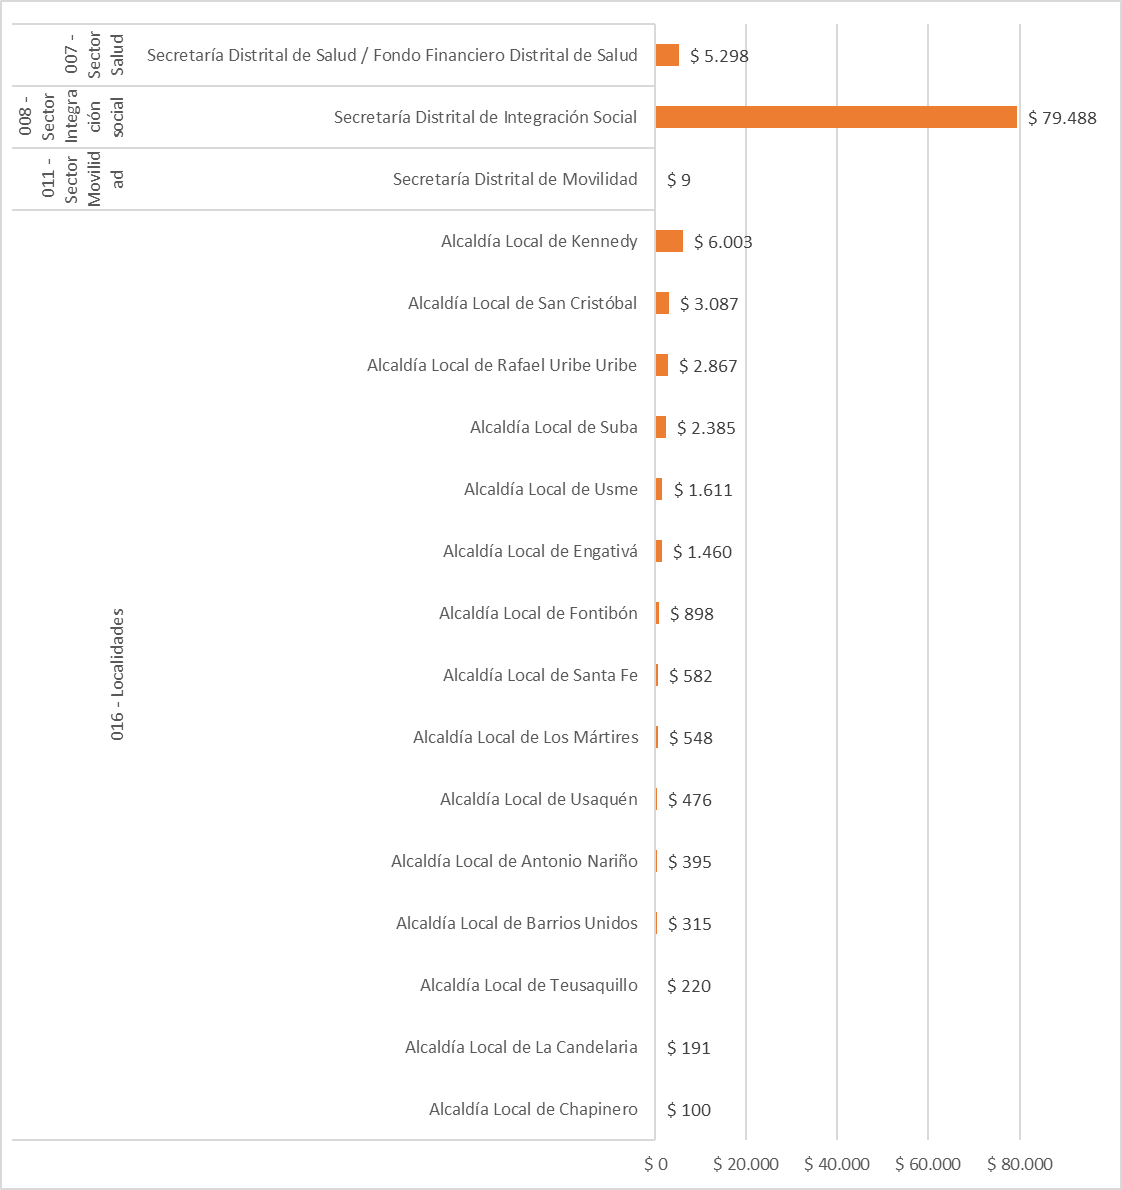 007 -
Sector
Salud
Secretaría Distrital de Salud / Fondo Financiero Distrital de Salud
$ 5.298
008 -
Sector
Integra
ción
social
Secretaría Distrital de Integración Social
$ 79.488
011 -
Sector
Movilid
ad
Secretaría Distrital de Movilidad
$ 9
016 - Localidades
Alcaldía Local de Kennedy
$ 6.003
Alcaldía Local de San Cristóbal
$ 3.087
Alcaldía Local de Rafael Uribe Uribe
$ 2.867
Alcaldía Local de Suba
$ 2.385
Alcaldía Local de Usme
$ 1.611
Alcaldía Local de Engativá
$ 1.460
Alcaldía Local de Fontibón
$ 898
Alcaldía Local de Santa Fe
$ 582
Alcaldía Local de Los Mártires
$ 548
Alcaldía Local de Usaquén
$ 476
Alcaldía Local de Antonio Nariño
$ 395
Alcaldía Local de Barrios Unidos
$ 315
Alcaldía Local de Teusaquillo
$ 220
Alcaldía Local de La Candelaria
$ 191
Alcaldía Local de Chapinero
$ 100
$ 0
$ 20.000
$ 40.000
$ 60.000
$ 80.000